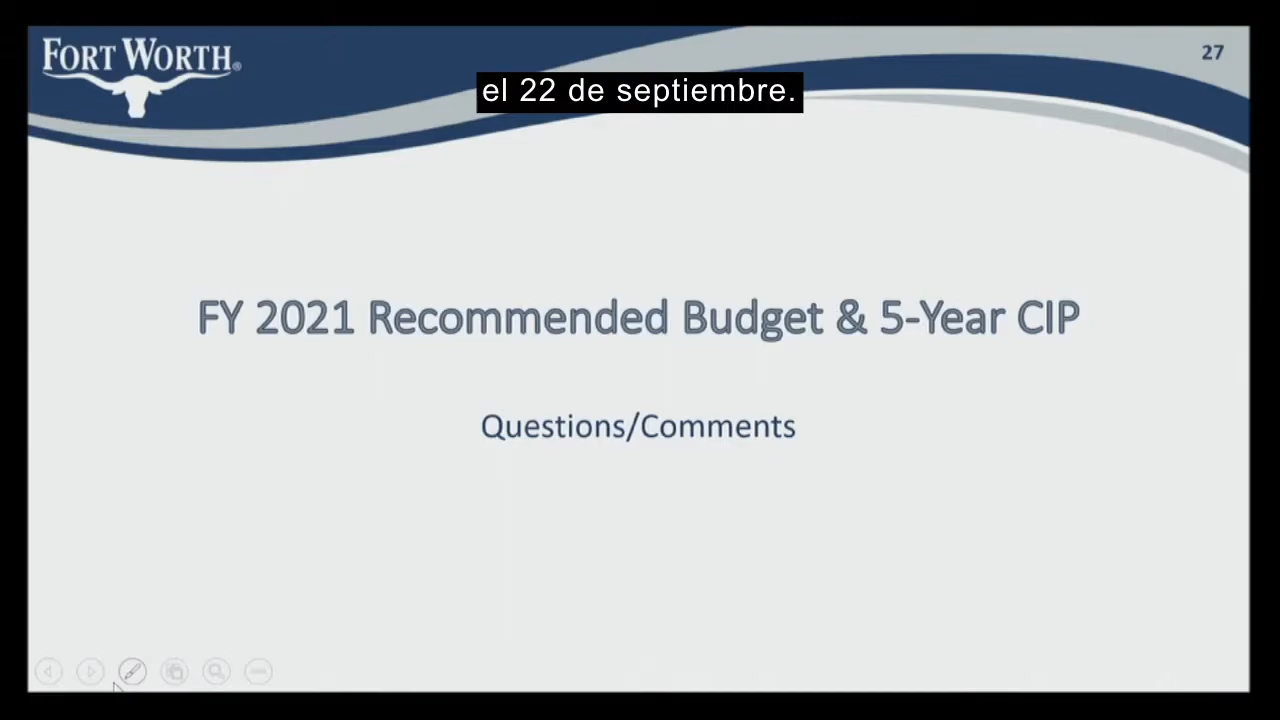 FORT WORTH®
27
el 22 de septiembre.
FY 2021 Recommended Budget & 5-Year CIP
Questions/Comments